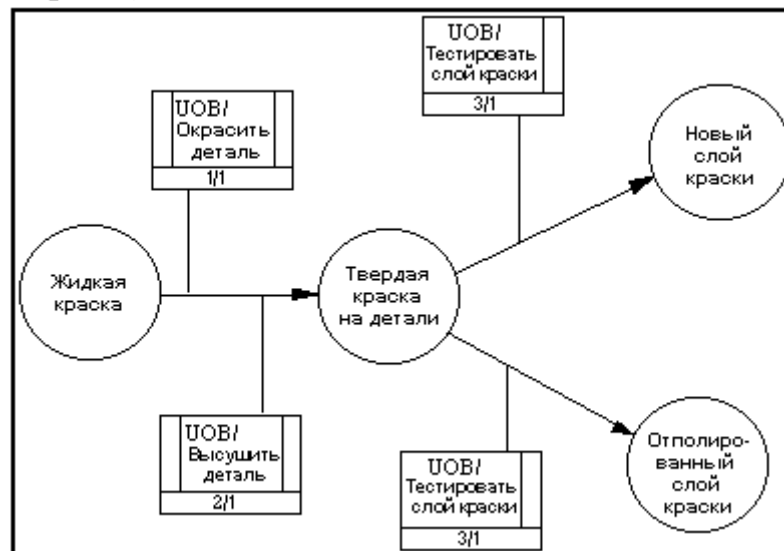 UOB/
Окрасить
деталь
1/1
UOB/
Тестировать
слой краски
3/1
Новый
слой
краски
Жидкая
краска
Твердая
краска
на детали
UOB/
Высушить
деталь
2/1
UOB/
Тестировать
слой краски
3/1
Отполиро-
ванный
слой
краски